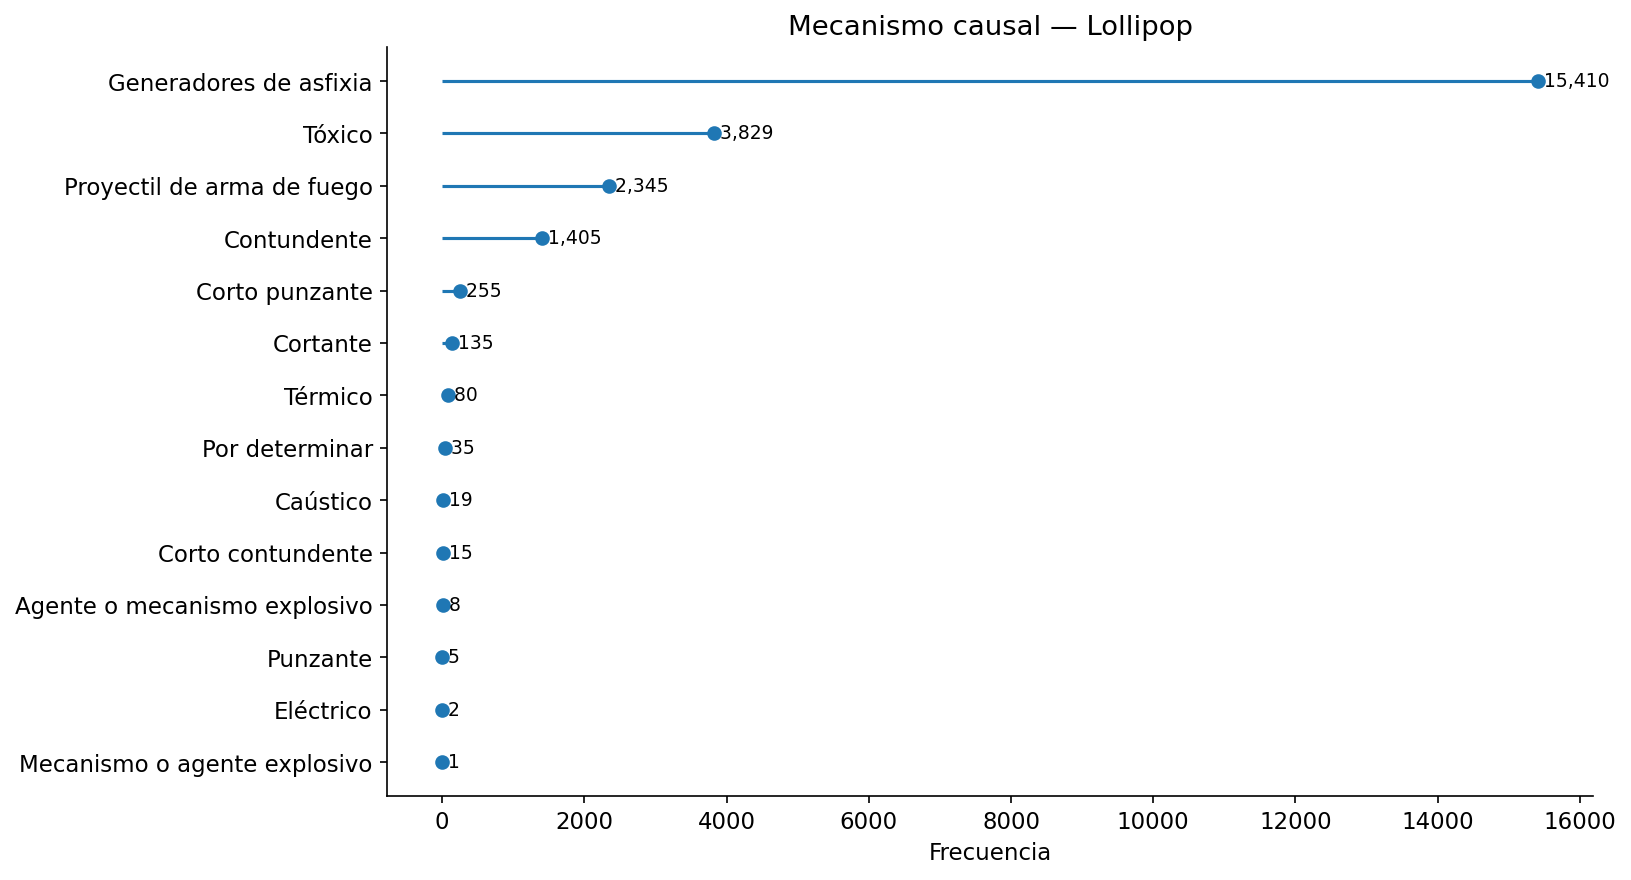 Mecanismo causal — Lollipop
Generadores de asfixia 15,410
Tóxico 3,829
Proyectil de arma de fuego 2,345
Contundente 1,405
Corto punzante 255
Cortante 135
Térmico 80
Por determinar 35
Caústico 19
Corto contundente 15
Agente o mecanismo explosivo 8
Punzante 5
Eléctrico 2
Mecanismo o agente explosivo 1
0 2000 4000 6000 8000 10000 12000 14000 16000
Frecuencia